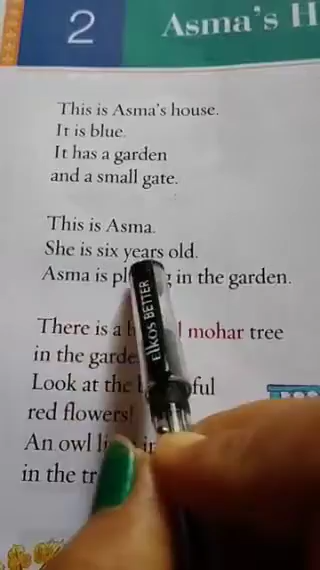 2
Asma's H
This is Asma's house.
It is blue.
It has a garden
and a small gate.
This is Asma.
She is six years old.
Asma is pl g in the garden.
There is a b l mohar tree
in the garde
Look at the b ful
red flowers!
An owl li in
in the tr
elkos BETTER